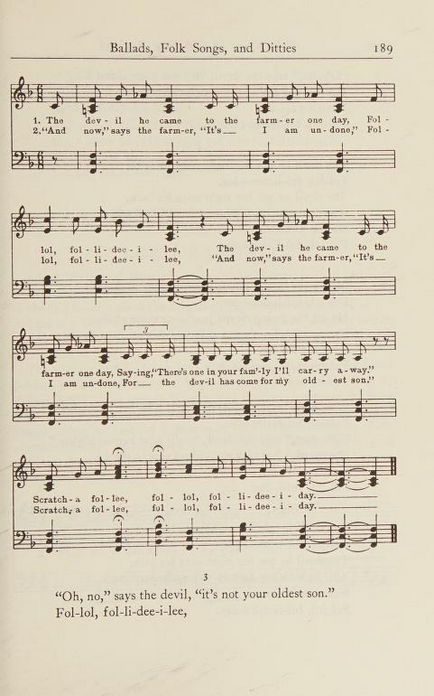 Ballads, Folk Songs, and Ditties 189
1. The dev - il he came to the farm - er one day, Fol -
2. "And now," says the farm-er, "It's__ I am un - done," Fol -
lol, fol - li - dee - i - lee, The dev - il he came to the
lol, fol - li - dee - i - lee, "And now," says the farm-er, "It's__
3
farm-er one day, Say-ing, "There's one in your fam'-ly I'll car - ry a - way."
I am un-done, For__ the dev-il has come for my old - est son."
Scratch - a fol - lee, fol - lol, fol - li - dee - i - day.
Scratch - a fol - lee, fol - lol, fol - li - dee - i - day.
3
"Oh, no," says the devil, "it's not your oldest son."
Fol-lol, fol-li-dee-i-lee,